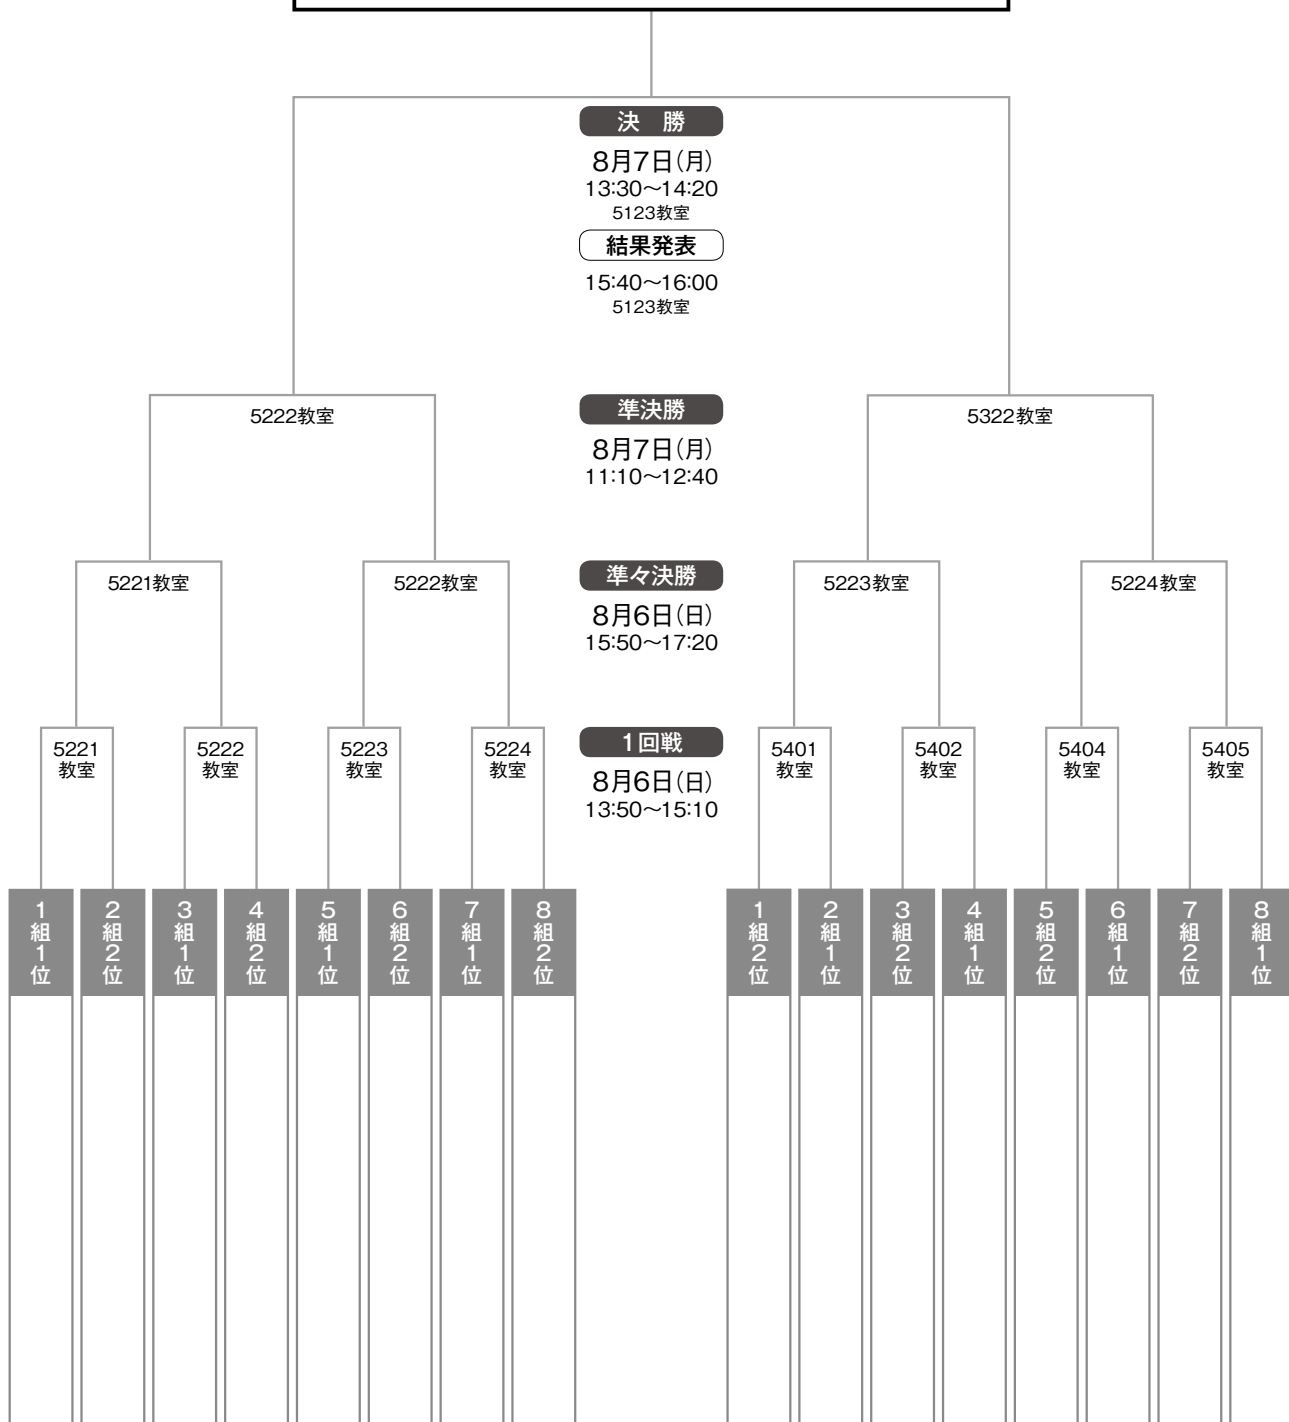 決　勝
8月7日（月）
13:30～14:20
5123教室
結果発表
15:40～16:00
5123教室
5222教室
準決勝
8月7日（月）
11:10～12:40
5322教室
5221教室
5222教室
準々決勝
8月6日（日）
15:50～17:20
5223教室
5224教室
5221
教室
5222
教室
5223
教室
5224
教室
1回戦
8月6日（日）
13:50～15:10
5401
教室
5402
教室
5404
教室
5405
教室
1組1位
2組2位
3組1位
4組2位
5組1位
6組2位
7組1位
8組2位
1組2位
2組1位
3組2位
4組1位
5組2位
6組1位
7組2位
8組1位